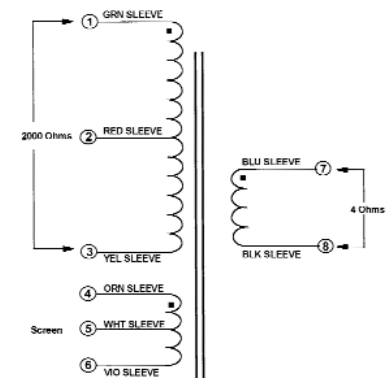 1 GRN SLEEVE
2000 Ohms 2 RED SLEEVE
3 YEL SLEEVE
BLU SLEEVE 7
4 Ohms
BLK SLEEVE 8
4 ORN SLEEVE
Screen 5 WHT SLEEVE
6 VIO SLEEVE